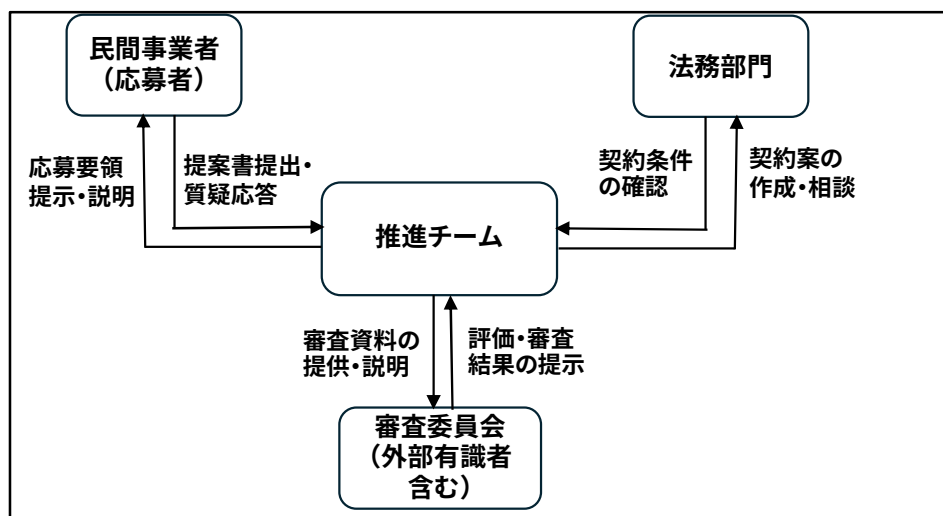 民間事業者
（応募者）
法務部門
応募要領
提示・説明
提案書提出・
質疑応答
契約条件
の確認
契約案の
作成・相談
推進チーム
審査資料の
提供・説明
評価・審査
結果の提示
審査委員会
（外部有識者
含む）